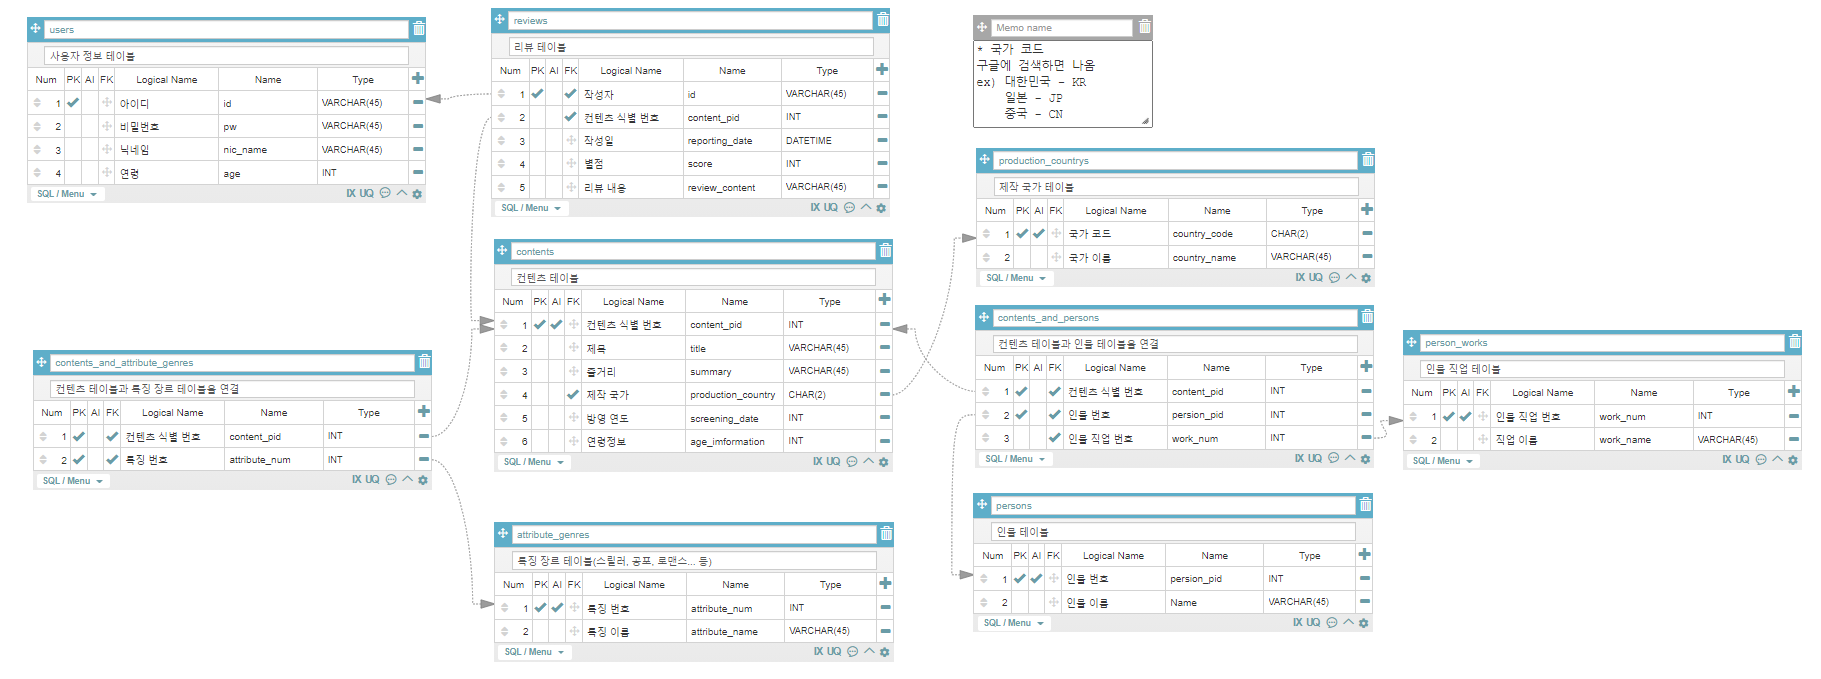 users
사용자 정보 테이블
Num PK AI FK Logical Name Name Type
1 아이디 id VARCHAR(45)
2 비밀번호 pw VARCHAR(45)
3 닉네임 nic_name VARCHAR(45)
4 연령 age INT
SQL / Menu IX UQ
reviews
리뷰 테이블
Num PK AI FK Logical Name Name Type
1 작성자 id VARCHAR(45)
2 컨텐츠 식별 번호 content_pid INT
3 작성일 reporting_date DATETIME
4 별점 score INT
5 리뷰 내용 review_content VARCHAR(45)
SQL / Menu IX UQ
Memo name
* 국가 코드
구글에 검색하면 나옴
ex) 대한민국 - KR
일본 - JP
중국 - CN
production_countrys
제작 국가 테이블
Num PK AI FK Logical Name Name Type
1 국가 코드 country_code CHAR(2)
2 국가 이름 country_name VARCHAR(45)
SQL / Menu IX UQ
contents
컨텐츠 테이블
Num PK AI FK Logical Name Name Type
1 컨텐츠 식별 번호 content_pid INT
2 제목 title VARCHAR(45)
3 줄거리 summary VARCHAR(45)
4 제작 국가 production_country CHAR(2)
5 방영 연도 screening_date INT
6 연령정보 age_imformation INT
SQL / Menu IX UQ
contents_and_persons
컨텐츠 테이블과 인물 테이블을 연결
Num PK AI FK Logical Name Name Type
1 컨텐츠 식별 번호 content_pid INT
2 인물 번호 persion_pid INT
3 인물 직업 번호 work_num INT
SQL / Menu IX UQ
person_works
인물 직업 테이블
Num PK AI FK Logical Name Name Type
1 인물 직업 번호 work_num INT
2 직업 이름 work_name VARCHAR(45)
SQL / Menu IX UQ
contents_and_attribute_genres
컨텐츠 테이블과 특징 장르 테이블을 연결
Num PK AI FK Logical Name Name Type
1 컨텐츠 식별 번호 content_pid INT
2 특징 번호 attribute_num INT
SQL / Menu IX UQ
attribute_genres
특징 장르 테이블(스릴러, 공포, 로맨스... 등)
Num PK AI FK Logical Name Name Type
1 특징 번호 attribute_num INT
2 특징 이름 attribute_name VARCHAR(45)
SQL / Menu IX UQ
persons
인물 테이블
Num PK AI FK Logical Name Name Type
1 인물 번호 persion_pid INT
2 인물 이름 Name VARCHAR(45)
SQL / Menu IX UQ